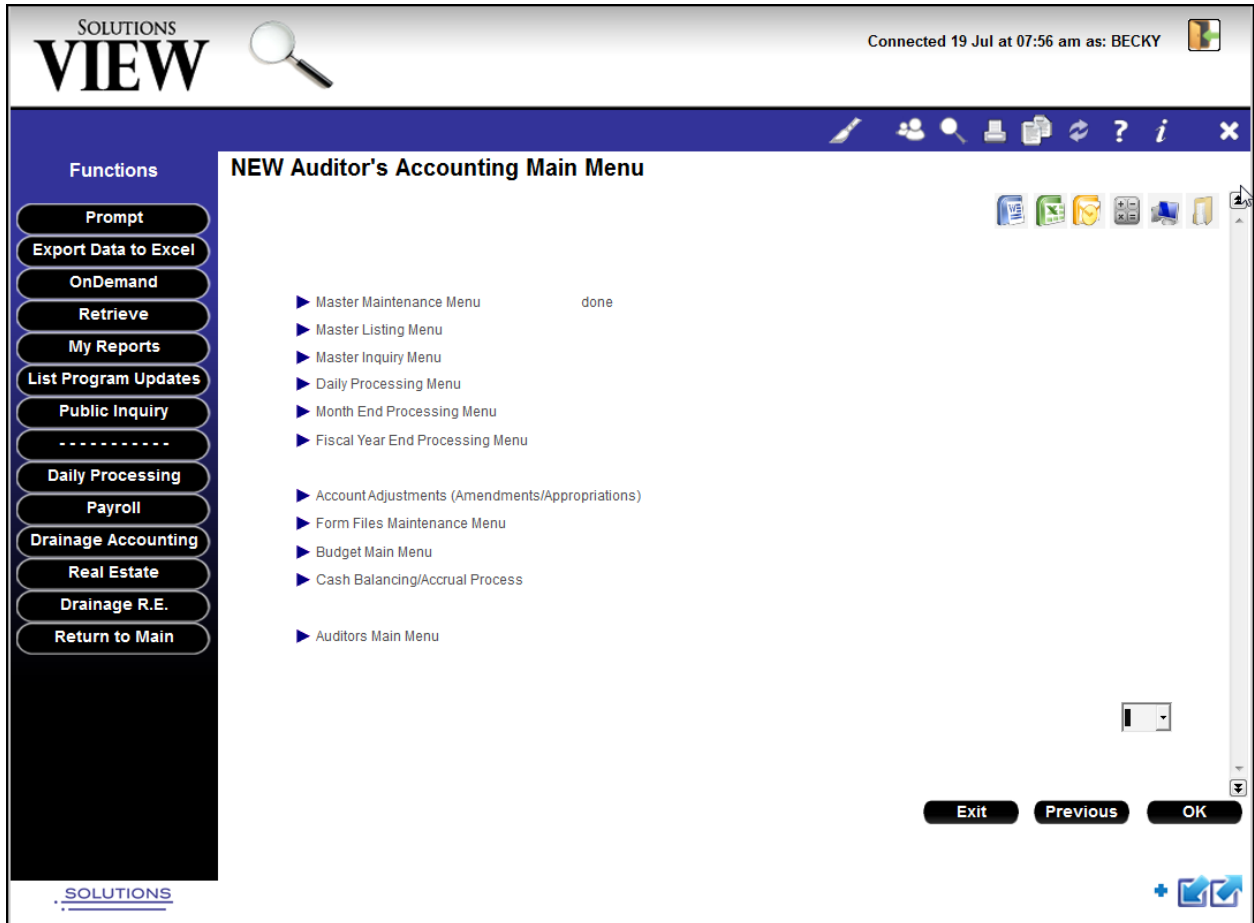 SOLUTIONS
VIEW
Connected 19 Jul at 07:56 am as: BECKY
? i
Functions
NEW Auditor's Accounting Main Menu
Prompt
Export Data to Excel
OnDemand
Retrieve
My Reports
List Program Updates
Public Inquiry
- - - - - - - - - - -
Daily Processing
Payroll
Drainage Accounting
Real Estate
Drainage R.E.
Return to Main
Master Maintenance Menu done
Master Listing Menu
Master Inquiry Menu
Daily Processing Menu
Month End Processing Menu
Fiscal Year End Processing Menu
Account Adjustments (Amendments/Appropriations)
Form Files Maintenance Menu
Budget Main Menu
Cash Balancing/Accrual Process
Auditors Main Menu
Exit Previous OK
SOLUTIONS